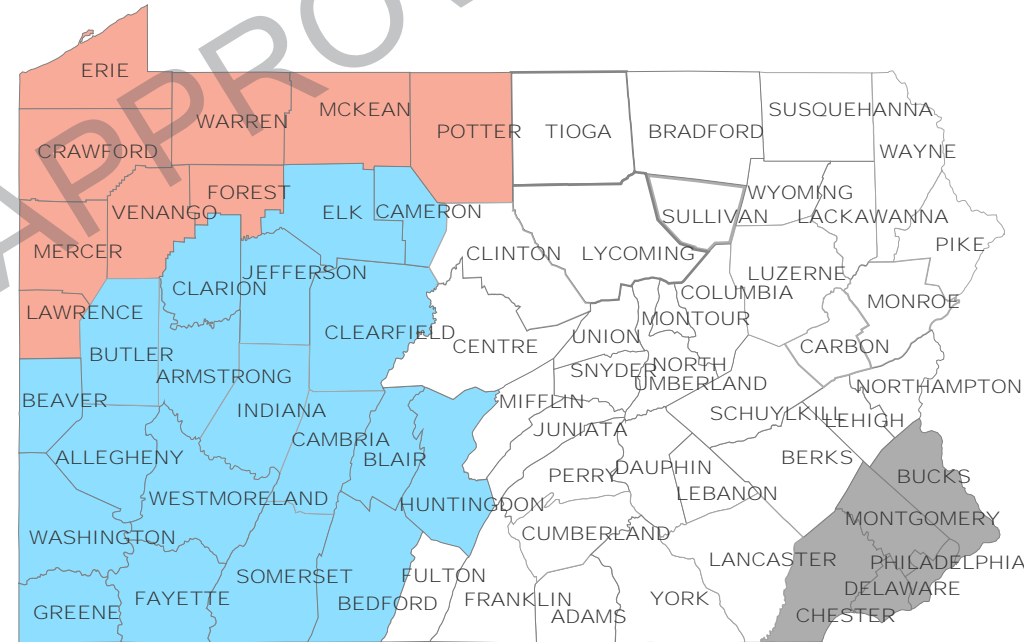 APPRO
ERIE
WARREN
MCKEAN
POTTER
TIOGA
BRADFORD
SUSQUEHANNA
WAYNE
CRAWFORD
FOREST
VENANGO
ELK
CAMERON
SULLIVAN
WYOMING
LACKAWANNA
PIKE
MERCER
CLINTON
LYCOMING
LUZERNE
JEFFERSON
CLARION
COLUMBIA
MONROE
LAWRENCE
MONTOUR
CLEARFIELD
CENTRE
UNION
CARBON
BUTLER
SNYDER
NORTH
UMBERLAND
ARMSTRONG
NORTHAMPTON
BEAVER
MIFFLIN
INDIANA
SCHUYLKILL
LEHIGH
JUNIATA
CAMBRIA
BLAIR
ALLEGHENY
BERKS
PERRY
DAUPHIN
BUCKS
LEBANON
WESTMORELAND
HUNTINGDON
MONTGOMERY
WASHINGTON
CUMBERLAND
LANCASTER
PHILADELPHIA
SOMERSET
FULTON
DELAWARE
GREENE
FAYETTE
BEDFORD
FRANKLIN
YORK
ADAMS
CHESTER